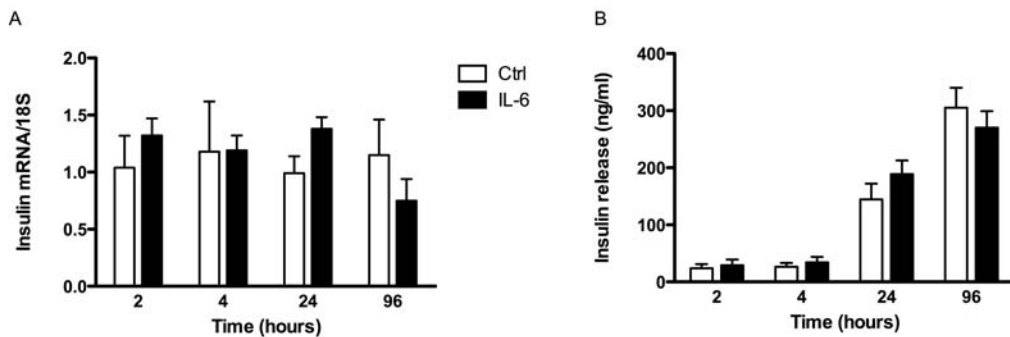 A
Insulin mRNA/18S
2.0
1.5
1.0
0.5
0.0
2 4 24 96
Time (hours)
Ctrl
IL-6
B
Insulin release (ng/ml)
400
300
200
100
0
2 4 24 96
Time (hours)